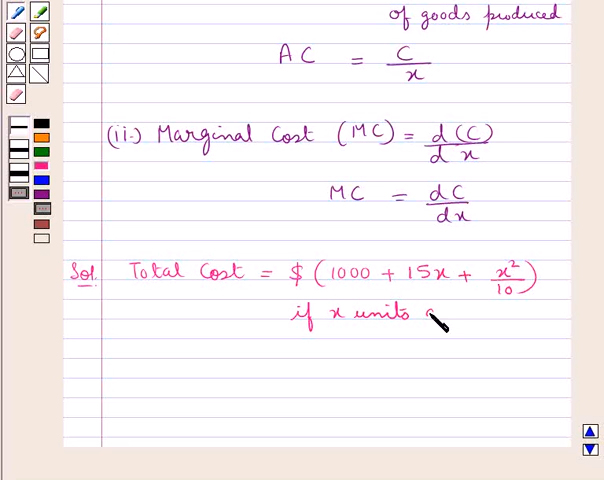 of goods produced
AC = C/x
(ii.) Marginal Cost (MC) = d(C)/dx
MC = dC/dx
Sol. Total Cost = $ (1000 + 15x + x²/10)
if x units